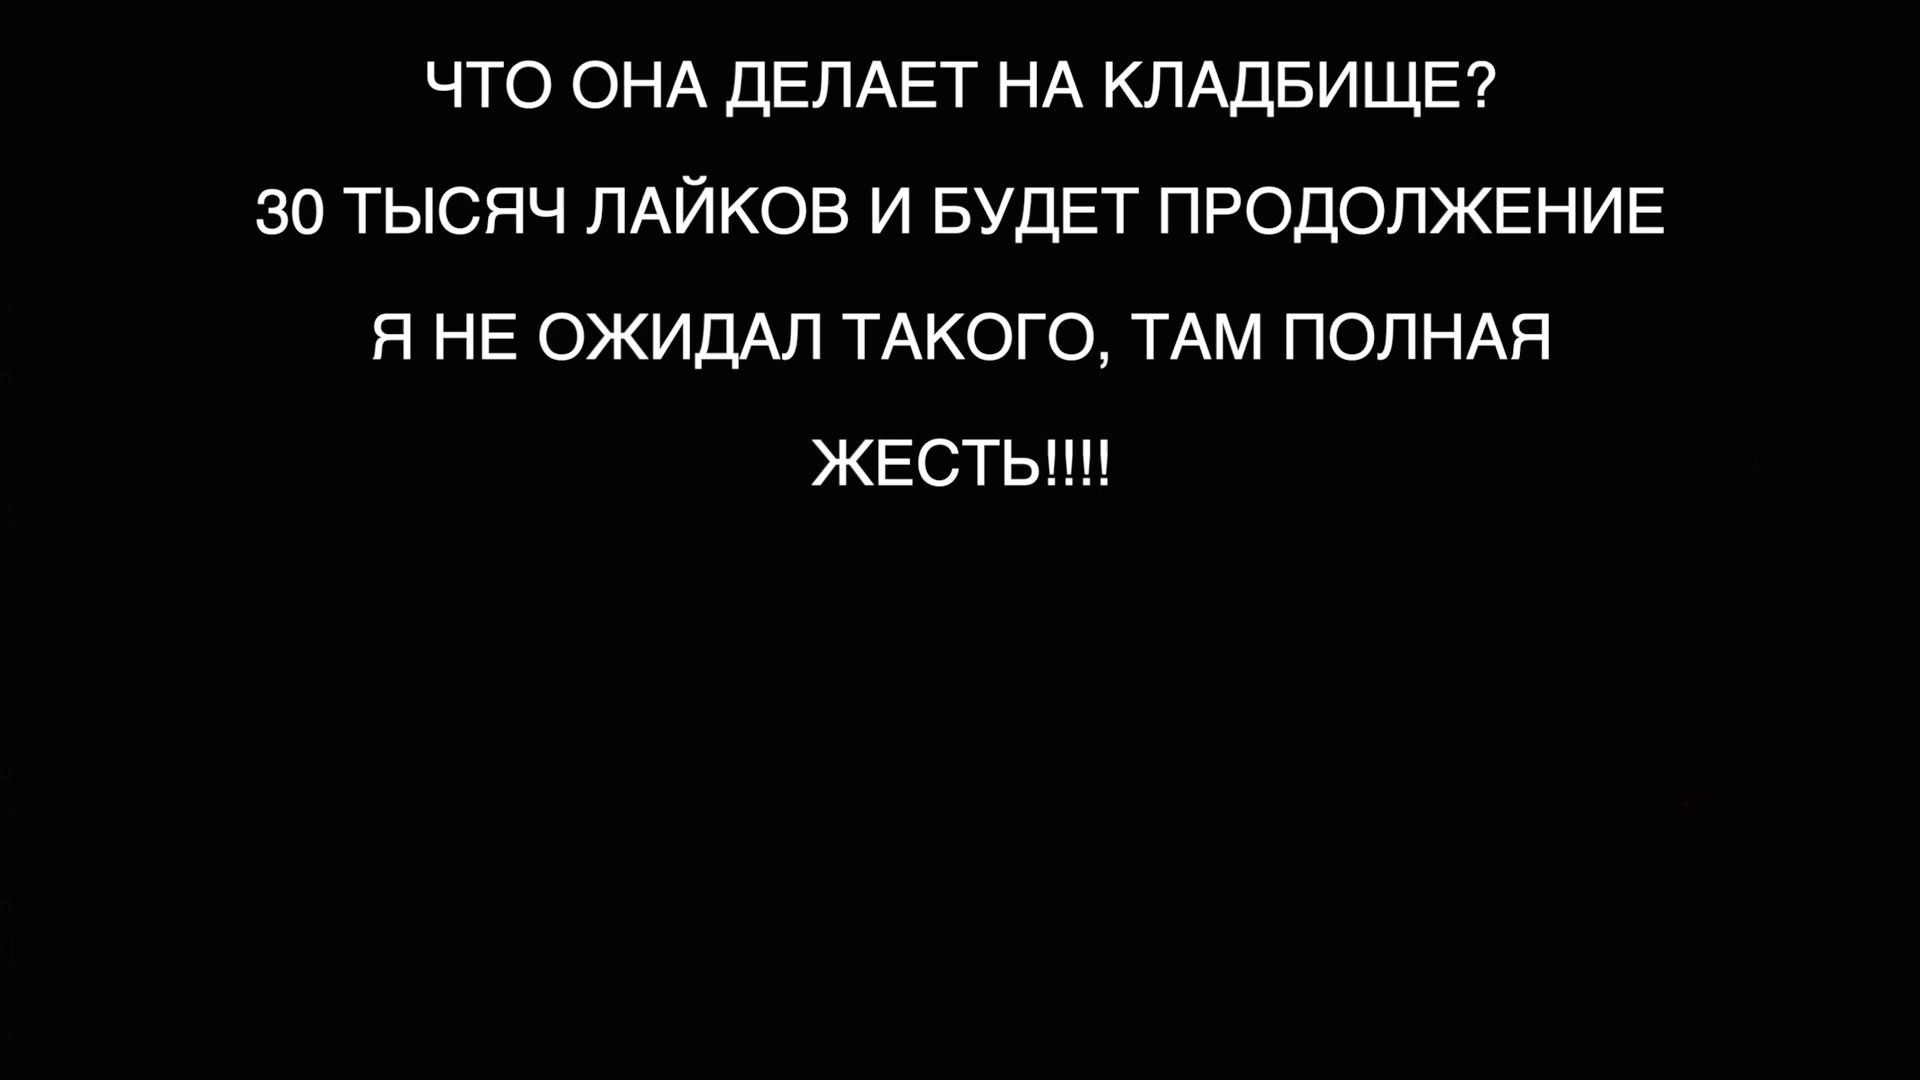 ЧТО ОНА ДЕЛАЕТ НА КЛАДБИЩЕ?
30 ТЫСЯЧ ЛАЙКОВ И БУДЕТ ПРОДОЛЖЕНИЕ
Я НЕ ОЖИДАЛ ТАКОГО, ТАМ ПОЛНАЯ
ЖЕСТЬ!!!!